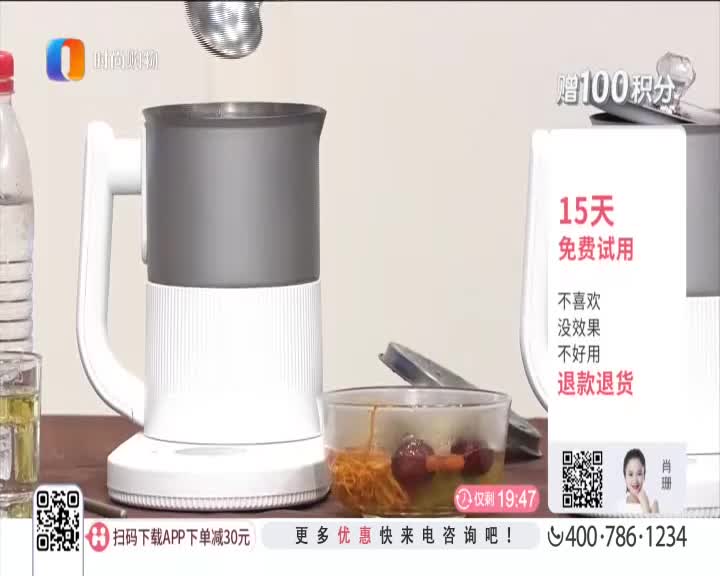 时尚购物
赠100积分
15天
免费试用
不喜欢
没效果
不好用
退款退货
肖珊
仅剩 19:47
扫码下载APP下单减30元
更多优惠快来电咨询吧！
400-786-1234